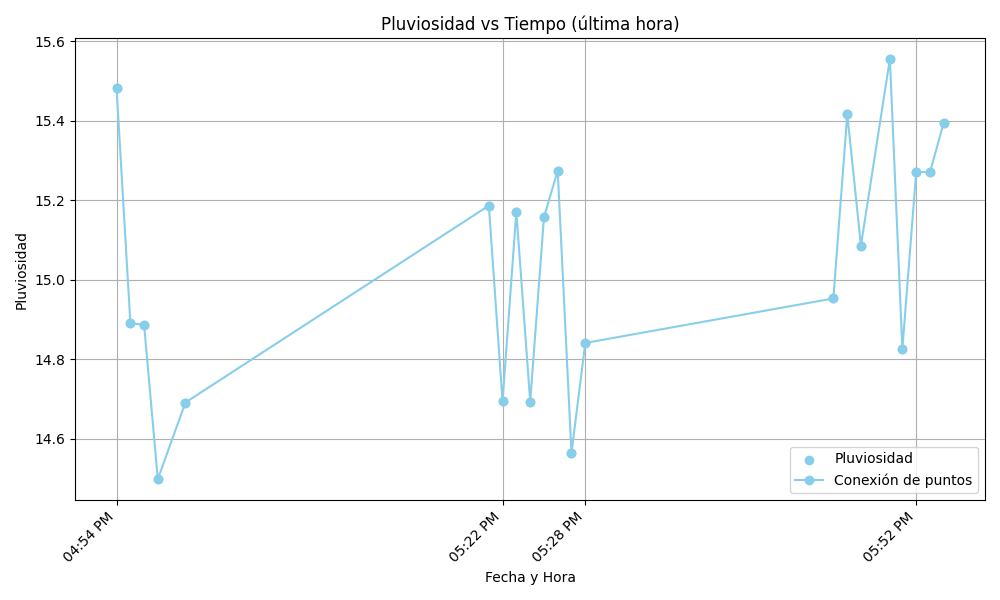 Pluviosidad vs Tiempo (última hora)
Pluviosidad
15.6
15.4
15.2
15.0
14.8
14.6
Pluviosidad
Conexión de puntos
04:54 PM
05:22 PM
05:28 PM
05:52 PM
Fecha y Hora